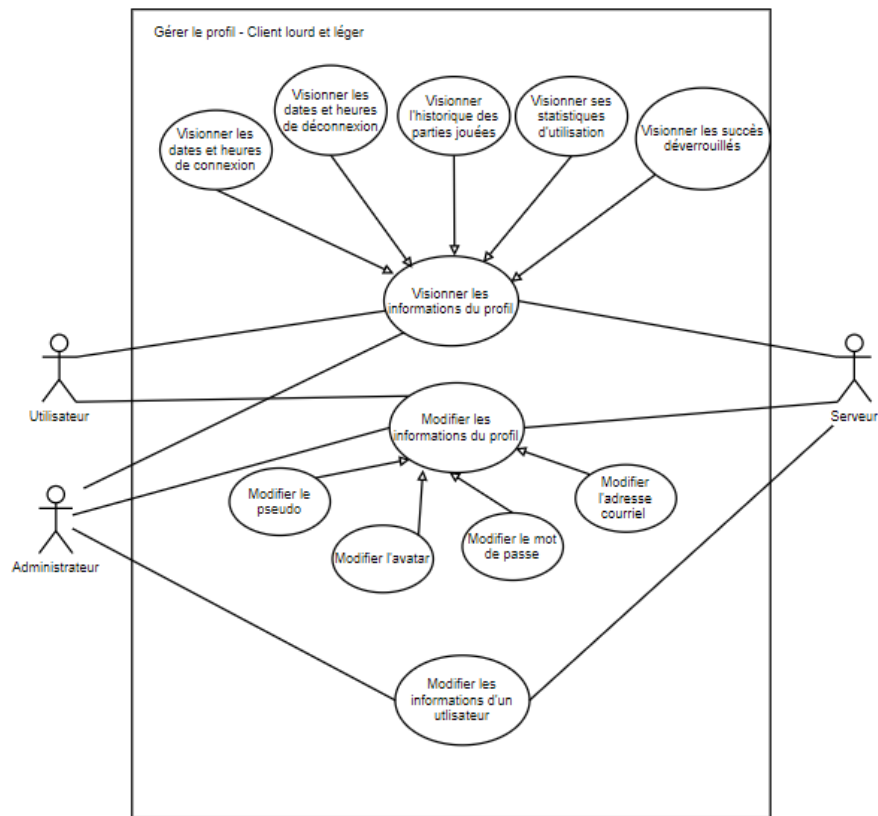 Gérer le profil - Client lourd et léger
Visionner les
dates et heures
de connexion
Visionner les
dates et heures
de déconnexion
Visionner
l'historique des
parties jouées
Visionner ses
statistiques
d'utilisation
Visionner les succès
déverrouillés
Visionner les
informations du profil
Utilisateur
Serveur
Modifier les
informations du profil
Modifier le
pseudo
Modifier l'avatar
Modifier le mot
de passe
Modifier
l'adresse
courriel
Administrateur
Modifier les
informations d'un
utlisateur